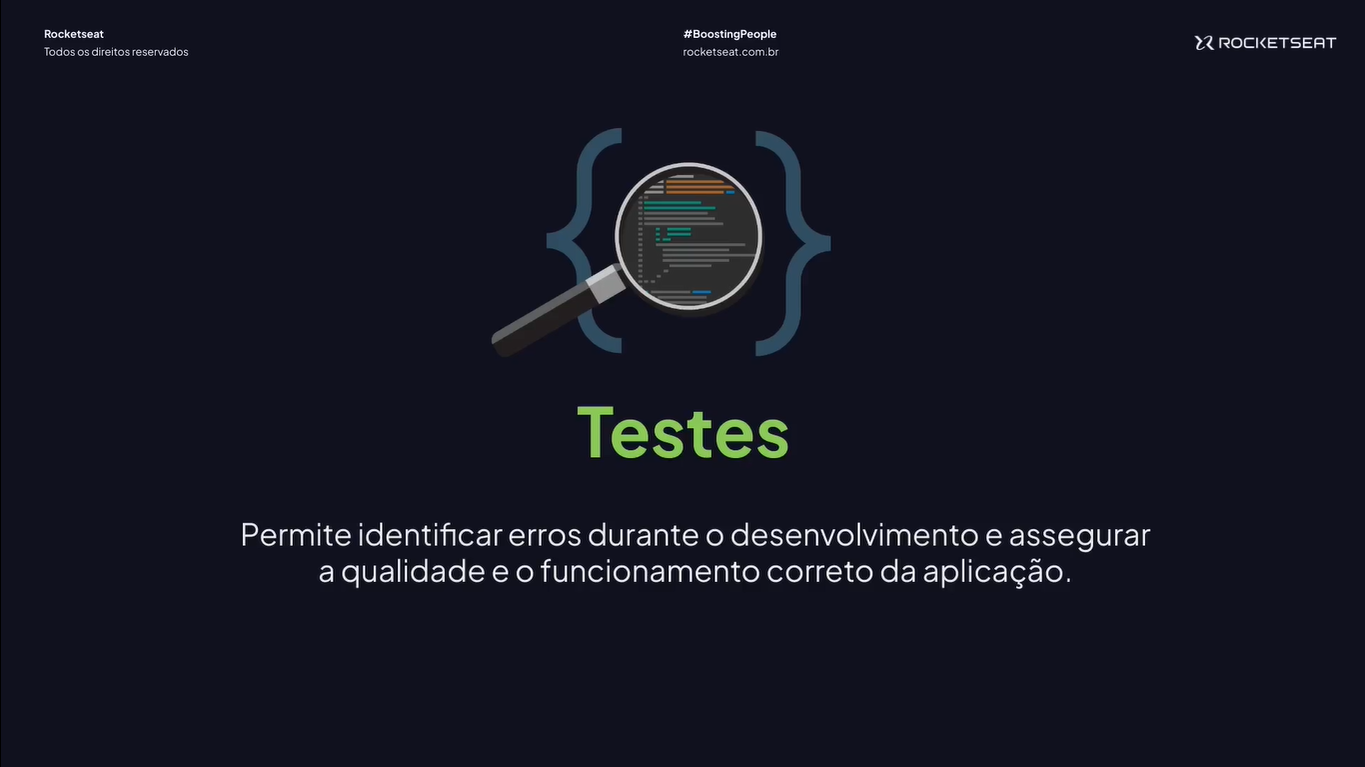 Rocketseat
Todos os direitos reservados
#BoostingPeople
rocketseat.com.br
ROCKETSEAT
Testes
Permite identificar erros durante o desenvolvimento e assegurar
a qualidade e o funcionamento correto da aplicação.